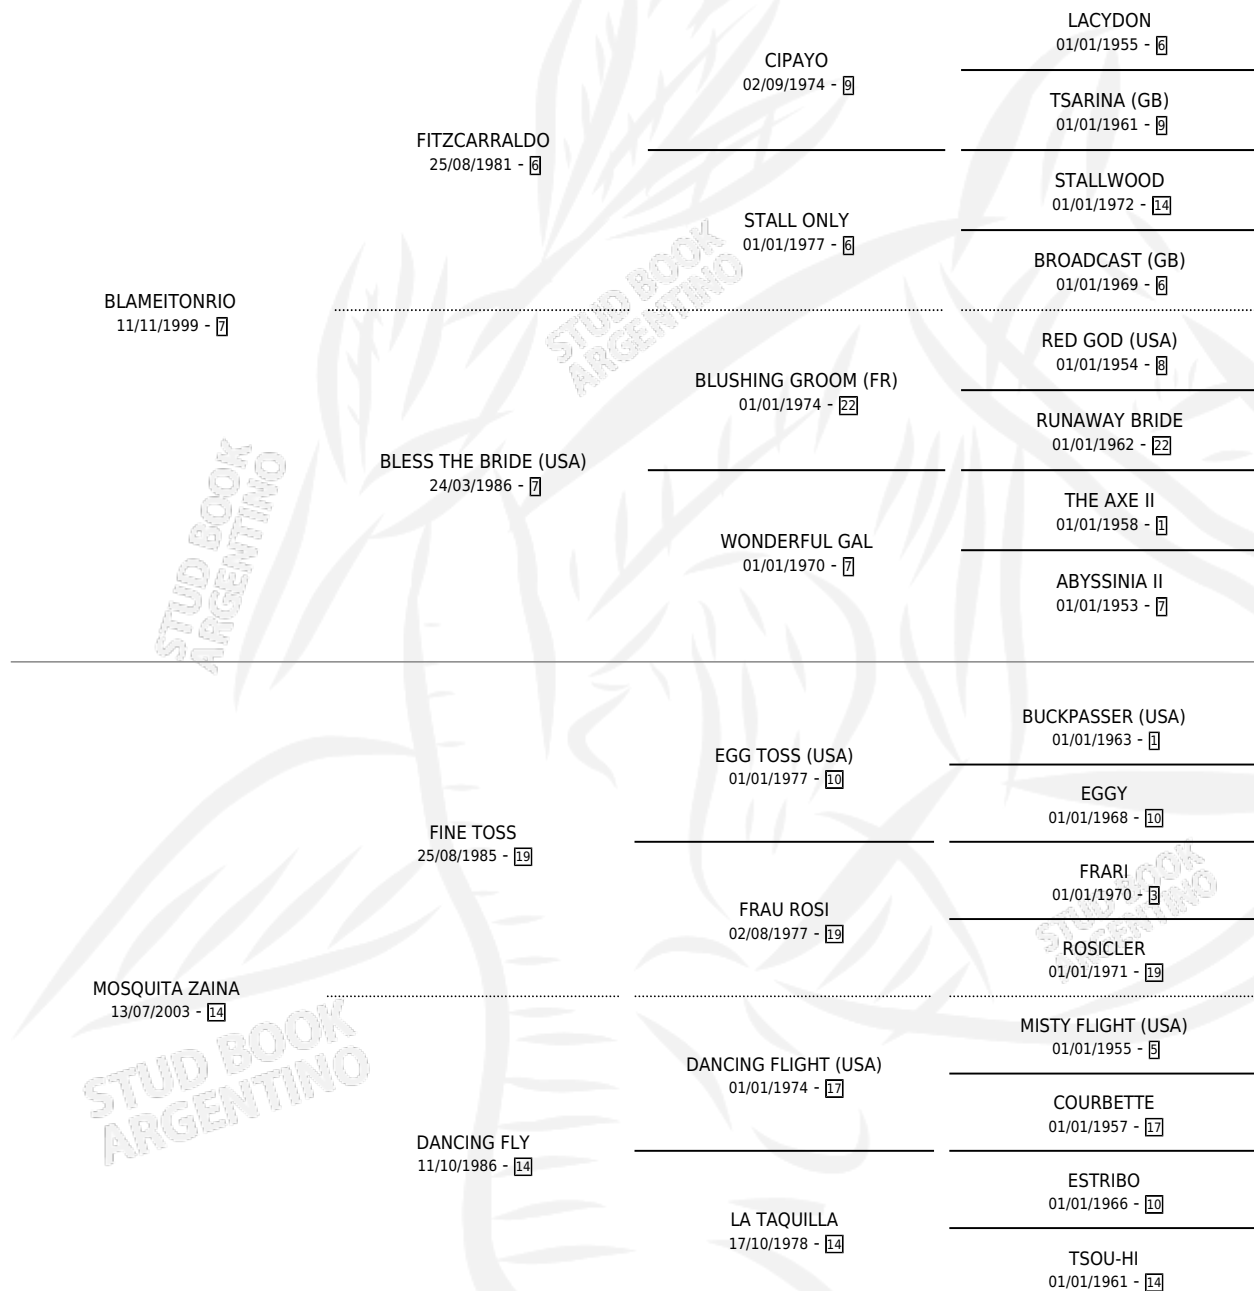 LACYDON
01/01/1955 - 6
CIPAYO
02/09/1974 - 9
TSARINA (GB)
01/01/1961 - 9
FITZCARRALDO
25/08/1981 - 6
STALLWOOD
01/01/1972 - 14
STALL ONLY
01/01/1977 - 6
BROADCAST (GB)
01/01/1969 - 6
BLAMEITONRIO
11/11/1999 - 7
STUD BOOK
ARGENTINO
RED GOD (USA)
01/01/1954 - 8
BLUSHING GROOM (FR)
01/01/1974 - 22
RUNAWAY BRIDE
01/01/1962 - 22
BLESS THE BRIDE (USA)
24/03/1986 - 7
THE AXE II
01/01/1958 - 1
WONDERFUL GAL
01/01/1970 - 7
ABYSSINIA II
01/01/1953 - 7
STUD BOOK
ARGENTINO
BUCKPASSER (USA)
01/01/1963 - 1
EGG TOSS (USA)
01/01/1977 - 10
EGGY
01/01/1968 - 10
FINE TOSS
25/08/1985 - 19
FRARI
01/01/1970 - 3
FRAU ROSI
02/08/1977 - 19
ROSICLER
01/01/1971 - 19
STUD BOOK
ARGENTINO
MOSQUITA ZAINA
13/07/2003 - 14
MISTY FLIGHT (USA)
01/01/1955 - 5
DANCING FLIGHT (USA)
01/01/1974 - 17
COURBETTE
01/01/1957 - 17
STUD BOOK
ARGENTINO
DANCING FLY
11/10/1986 - 14
ESTRIBO
01/01/1966 - 10
LA TAQUILLA
17/10/1978 - 14
TSOU-HI
01/01/1961 - 14